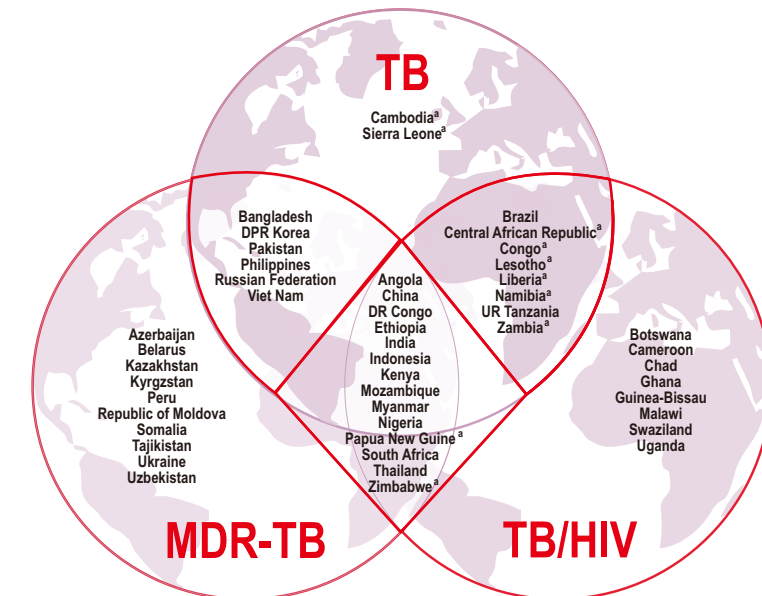 TB
Cambodiaª
Sierra Leoneª
Bangladesh
DPR Korea
Pakistan
Philippines
Russian Federation
Viet Nam
Brazil
Central African Republicª
Congoª
Lesothoª
Liberiaª
Namibiaª
UR Tanzania
Zambiaª
Angola
China
DR Congo
Ethiopia
India
Indonesia
Kenya
Mozambique
Myanmar
Nigeria
Papua New Guineª
South Africa
Thailand
Zimbabweª
Azerbaijan
Belarus
Kazakhstan
Kyrgzstan
Peru
Republic of Moldova
Somalia
Tajikistan
Ukraine
Uzbekistan
Botswana
Cameroon
Chad
Ghana
Guinea-Bissau
Malawi
Swaziland
Uganda
MDR-TB
TB/HIV